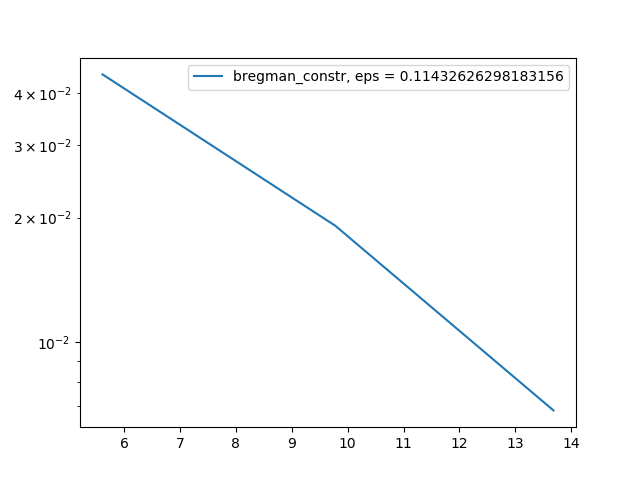 bregman_constr, eps = 0.11432626298183156
4 × 10⁻²
3 × 10⁻²
2 × 10⁻²
10⁻²
6 7 8 9 10 11 12 13 14